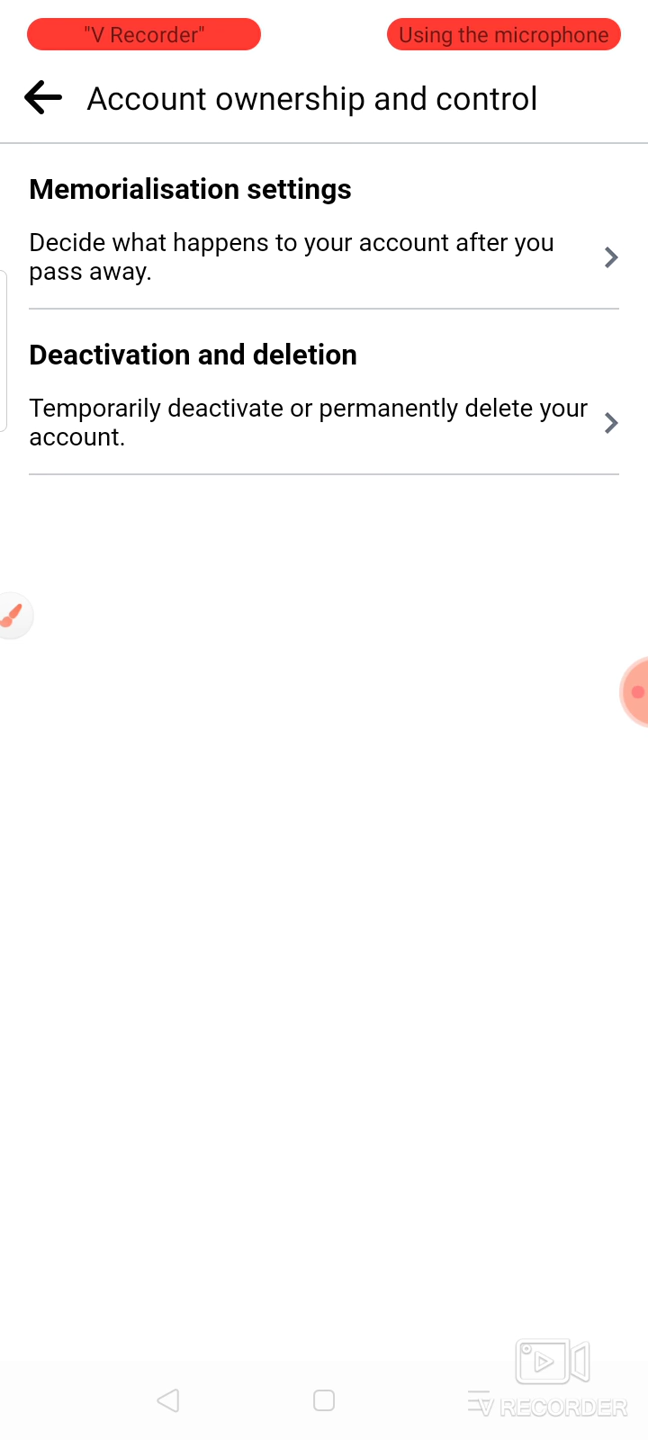 "V Recorder"
Using the microphone
Account ownership and control
Memorialisation settings
Decide what happens to your account after you
pass away.
Deactivation and deletion
Temporarily deactivate or permanently delete your
account.
V RECORDER